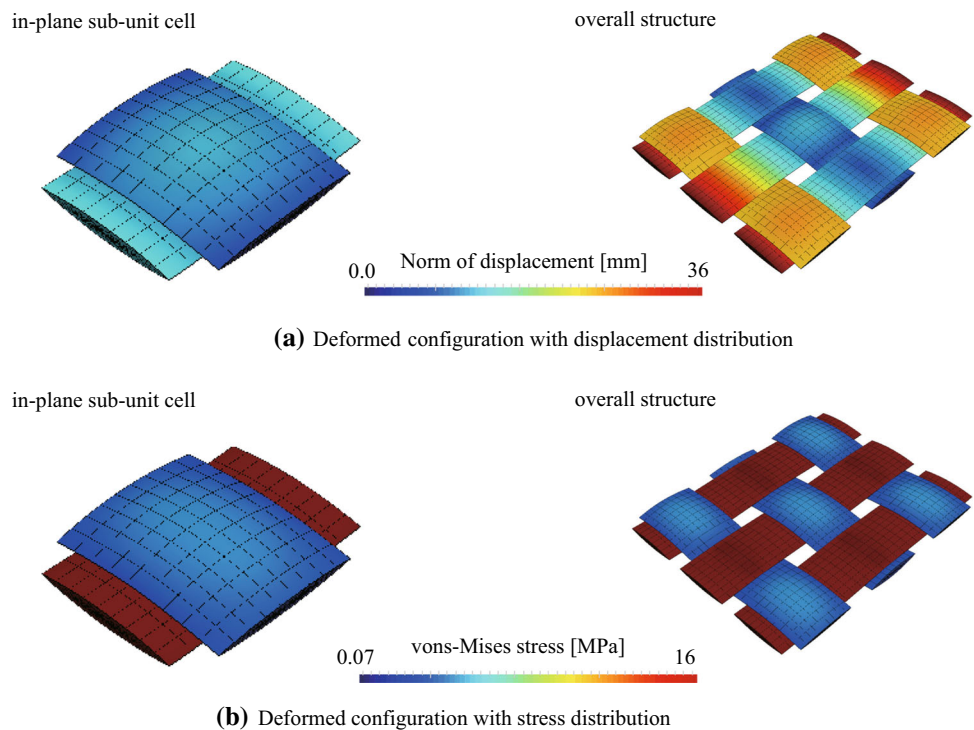 in-plane sub-unit cell
overall structure
Norm of displacement [mm]
0.0
36
(a) Deformed configuration with displacement distribution
in-plane sub-unit cell
overall structure
vons-Mises stress [MPa]
0.07
16
(b) Deformed configuration with stress distribution